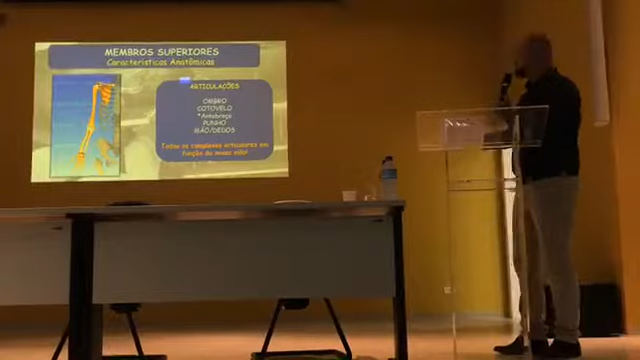 MEMBROS SUPERIORES
Características Anatômicas
ARTICULAÇÕES
OMBRO
COTOVELO
*Antebraço
PUNHO
MÃO/DEDOS
Todos os complexos articulares em
função da nossa mão!